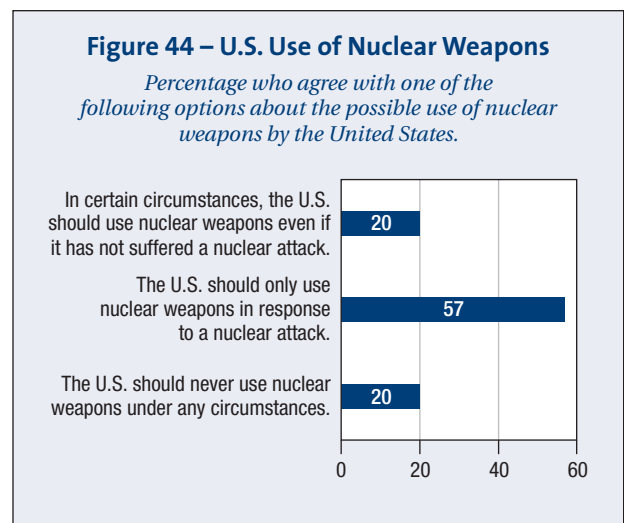 Figure 44 – U.S. Use of Nuclear Weapons
Percentage who agree with one of the
following options about the possible use of nuclear
weapons by the United States.
In certain circumstances, the U.S.
should use nuclear weapons even if
it has not suffered a nuclear attack.
20
The U.S. should only use
nuclear weapons in response
to a nuclear attack.
57
The U.S. should never use nuclear
weapons under any circumstances.
20
0 20 40 60